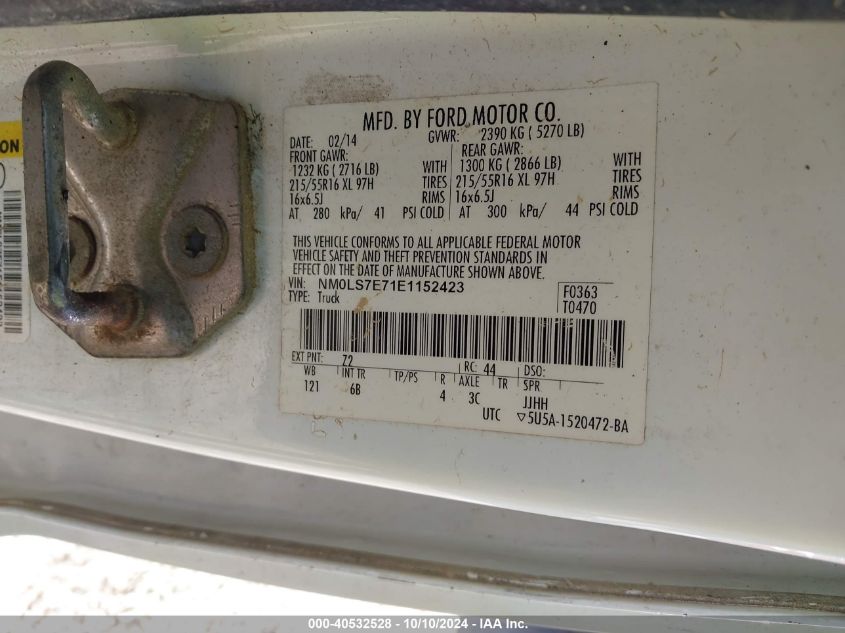 ON
MFD. BY FORD MOTOR CO.
DATE: 02/14 GVWR: 2390 KG ( 5270 LB)
FRONT GAWR: REAR GAWR:
1232 KG ( 2716 LB) WITH 1300 KG ( 2866 LB) WITH
215/55R16 XL 97H TIRES 215/55R16 XL 97H TIRES
16x6.5J RIMS 16x6.5J RIMS
AT 280 kPa/ 41 PSI COLD AT 300 kPa/ 44 PSI COLD
THIS VEHICLE CONFORMS TO ALL APPLICABLE FEDERAL MOTOR
VEHICLE SAFETY AND THEFT PREVENTION STANDARDS IN
EFFECT ON THE DATE OF MANUFACTURE SHOWN ABOVE.
VIN: NM0LS7E71E1152423 F0363
TYPE: Truck T0470
EXT PNT: Z2 RC: 44 DSO:
WB INT TR TP/PS R AXLE TR SPR
121 6B 4 3C JJHH
UTC ▽5U5A-1520472-BA
000-40532528 - 10/10/2024 - IAA Inc.